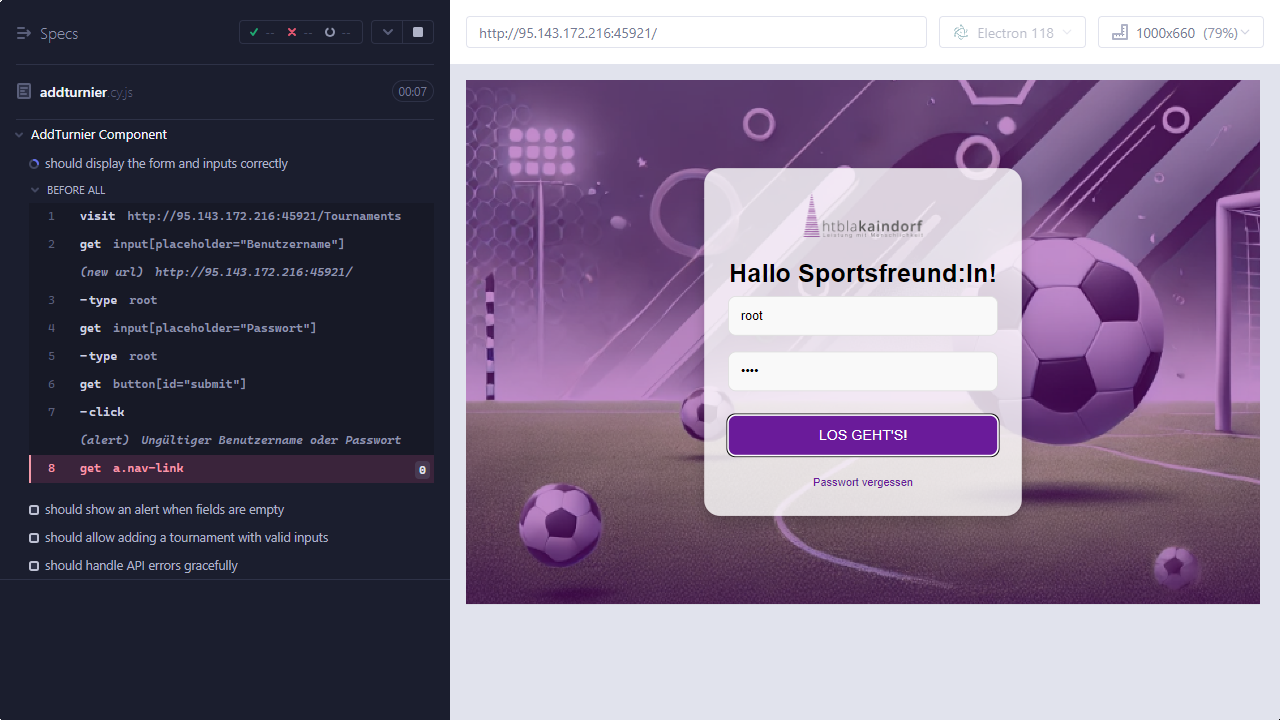 Specs
-- -- --
addturnier.cy.js
00:07
AddTurnier Component
should display the form and inputs correctly
BEFORE ALL
1 visit http://95.143.172.216:45921/Tournaments
2 get input[placeholder="Benutzername"]
(new url) http://95.143.172.216:45921/
3 -type root
4 get input[placeholder="Passwort"]
5 -type root
6 get button[id="submit"]
7 -click
(alert) Ungültiger Benutzername oder Passwort
8 get a.nav-link 0
should show an alert when fields are empty
should allow adding a tournament with valid inputs
should handle API errors gracefully
http://95.143.172.216:45921/
Electron 118
1000x660 (79%)
htblakaindorf
Leistung mit Menschlichkeit
Hallo Sportsfreund:In!
root
••••
LOS GEHT'S!
Passwort vergessen